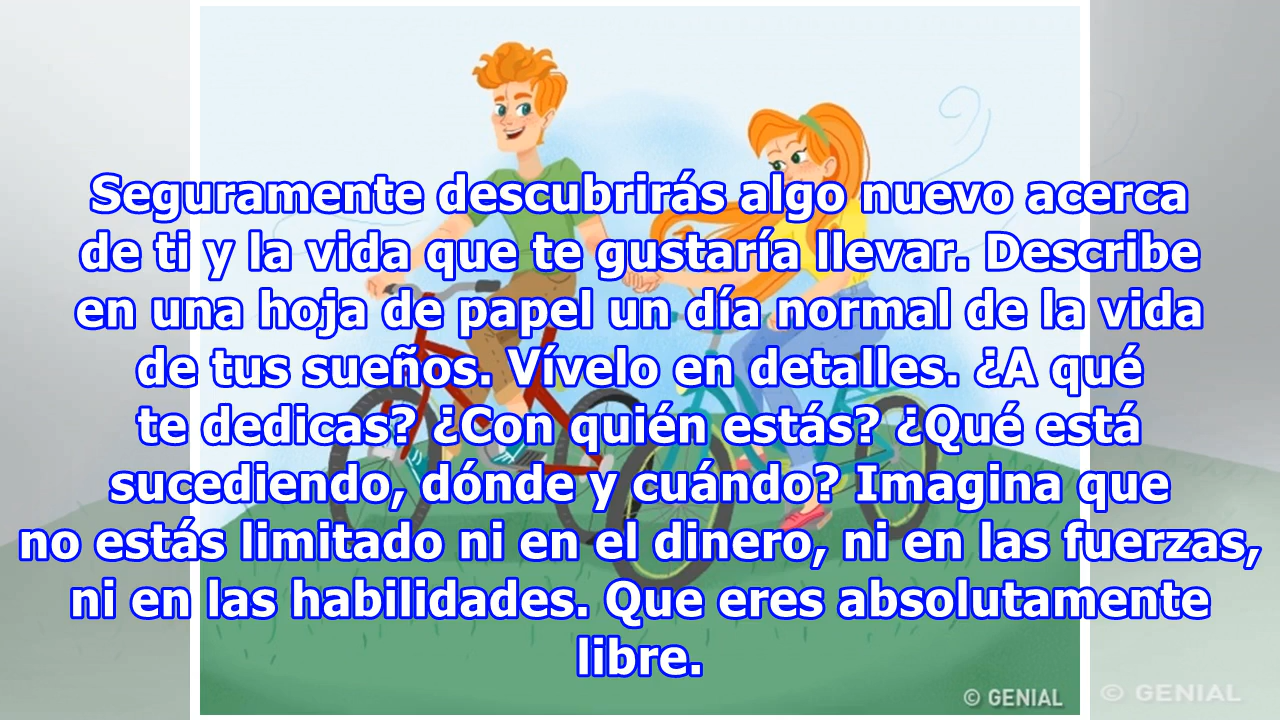 Seguramente descubrirás algo nuevo acerca
de ti y la vida que te gustaría llevar. Describe
en una hoja de papel un día normal de la vida
de tus sueños. Vívelo en detalles. ¿A qué
te dedicas? ¿Con quién estás? ¿Qué está
sucediendo, dónde y cuándo? Imagina que
no estás limitado ni en el dinero, ni en las fuerzas,
ni en las habilidades. Que eres absolutamente
libre.
© GENIAL
© GENIAL